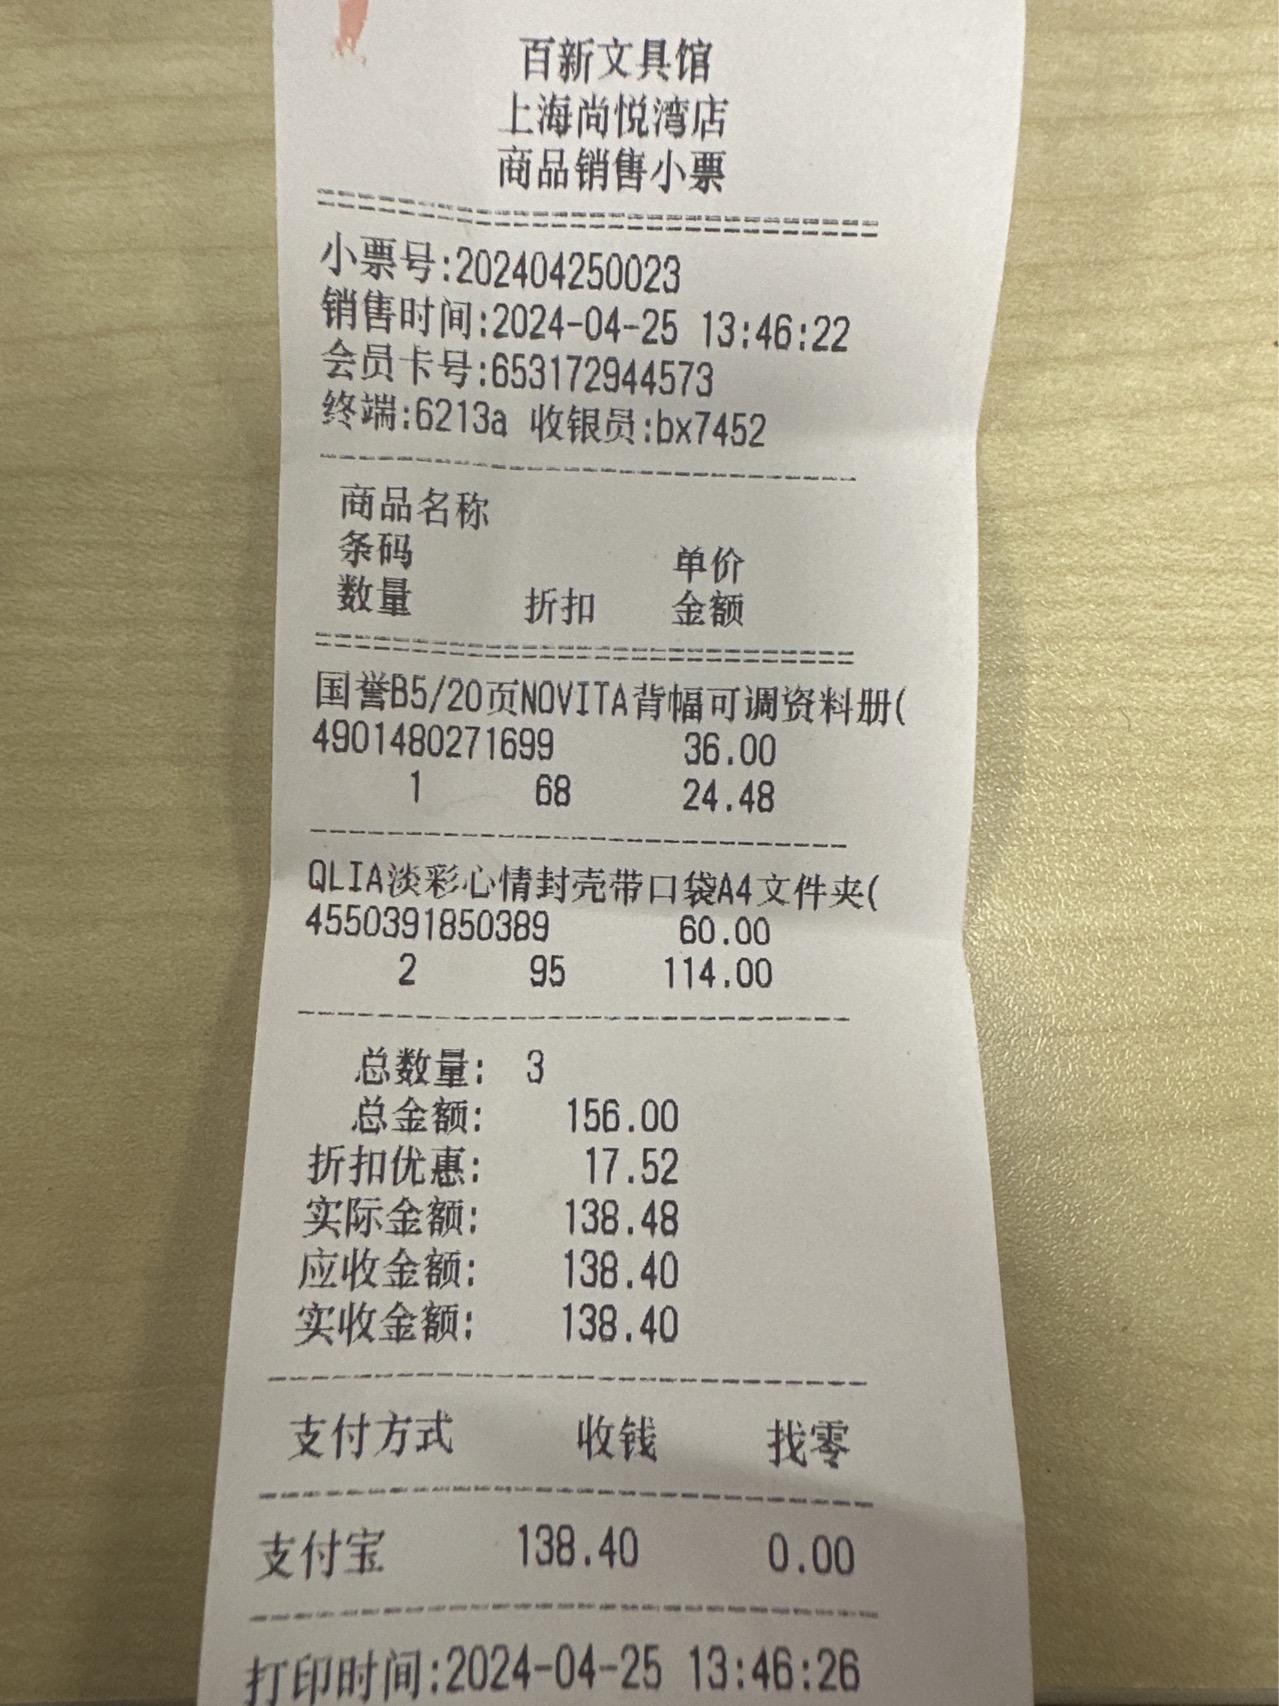 百新文具馆
上海尚悦湾店
商品销售小票
小票号:202404250023
销售时间:2024-04-25 13:46:22
会员卡号:653172944573
终端:6213a 收银员:bx7452
商品名称
条码 单价
数量 折扣 金额
国誉B5/20页NOVITA背幅可调资料册(
4901480271699 36.00
1 68 24.48
QLIA淡彩心情封壳带口袋A4文件夹(
4550391850389 60.00
2 95 114.00
总数量: 3
总金额: 156.00
折扣优惠: 17.52
实际金额: 138.48
应收金额: 138.40
实收金额: 138.40
支付方式 收钱 找零
支付宝 138.40 0.00
打印时间:2024-04-25 13:46:26